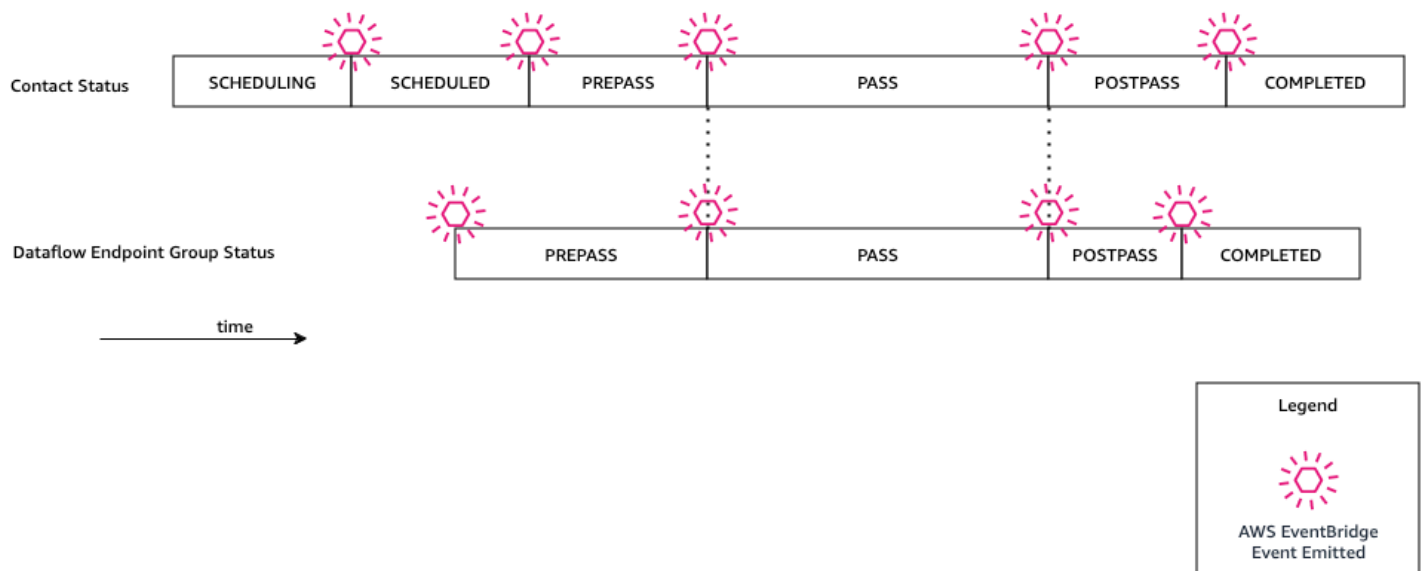 Contact Status
SCHEDULING
SCHEDULED
PREPASS
PASS
POSTPASS
COMPLETED
Dataflow Endpoint Group Status
PREPASS
PASS
POSTPASS
COMPLETED
time
Legend
AWS EventBridge
Event Emitted